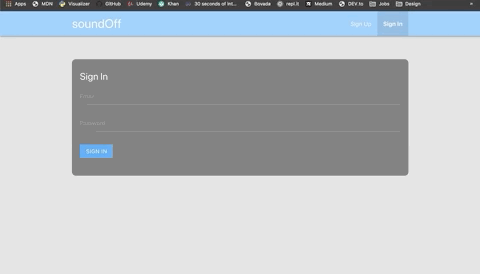 Apps MDN Visualizer GitHub Udemy Khan 30 seconds of Int... Bovada repl.it Medium DEV.to Jobs Design
soundOff Sign Up Sign In
Sign In
Email
Password
SIGN IN